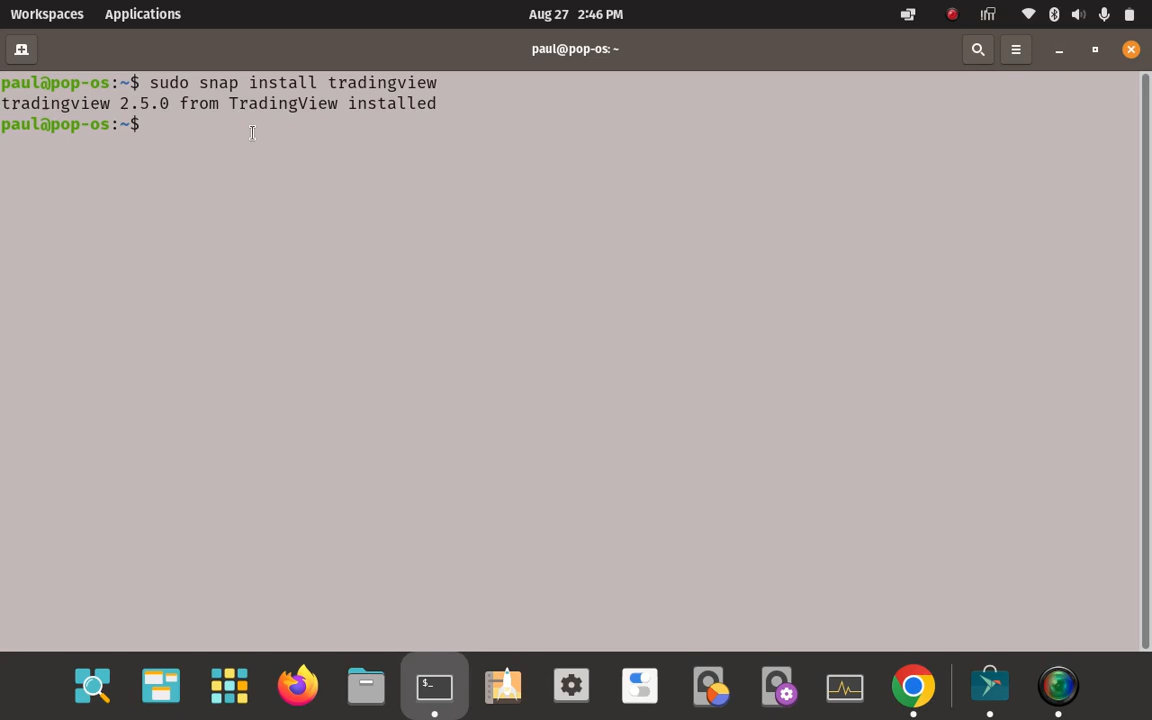 Workspaces Applications Aug 27 2:46 PM
paul@pop-os: ~
paul@pop-os:~$ sudo snap install tradingview
tradingview 2.5.0 from TradingView installed
paul@pop-os:~$
$_